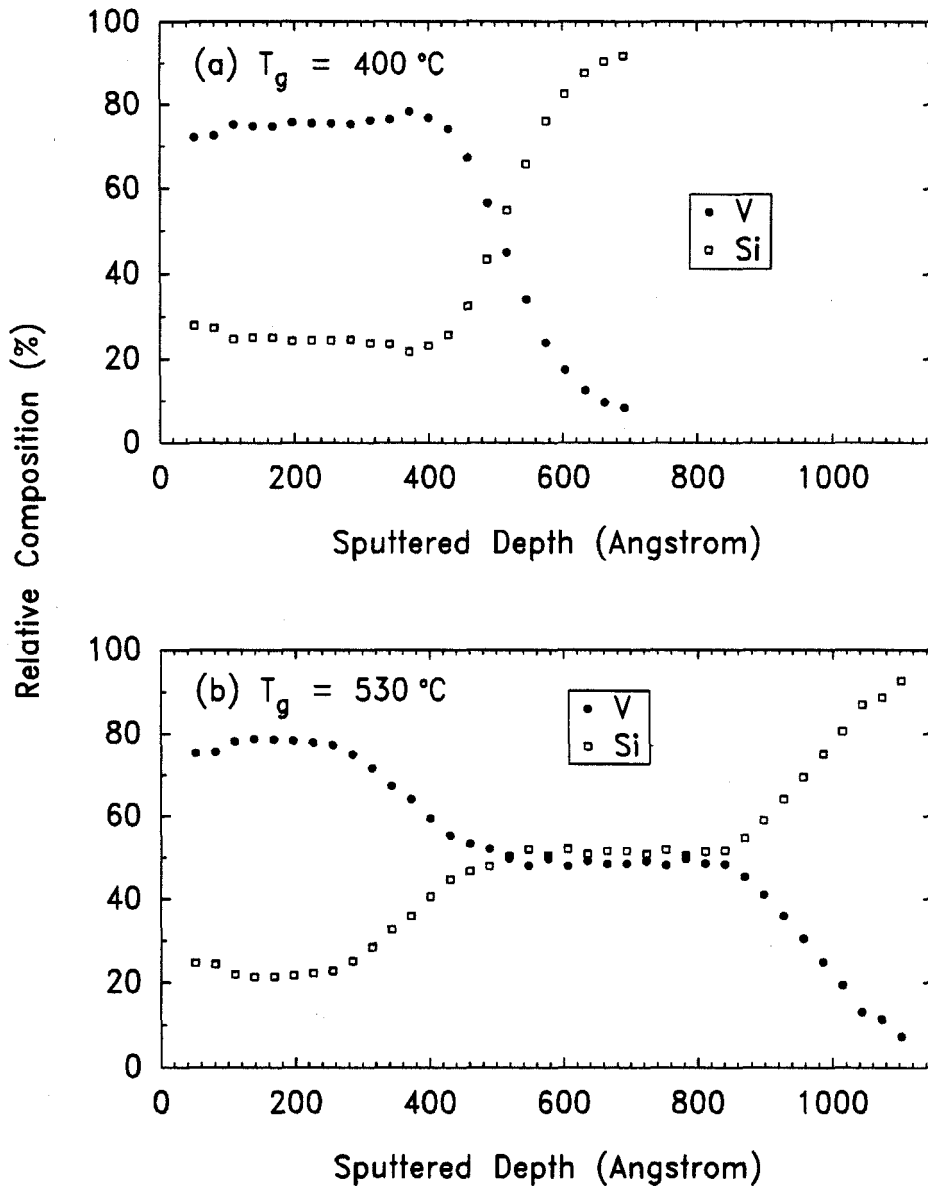 Relative Composition (%)
100
80
60
40
20
0
(a) T_g = 400 °C
V
Si
0 200 400 600 800 1000
Sputtered Depth (Angstrom)
100
80
60
40
20
0
(b) T_g = 530 °C
V
Si
0 200 400 600 800 1000
Sputtered Depth (Angstrom)